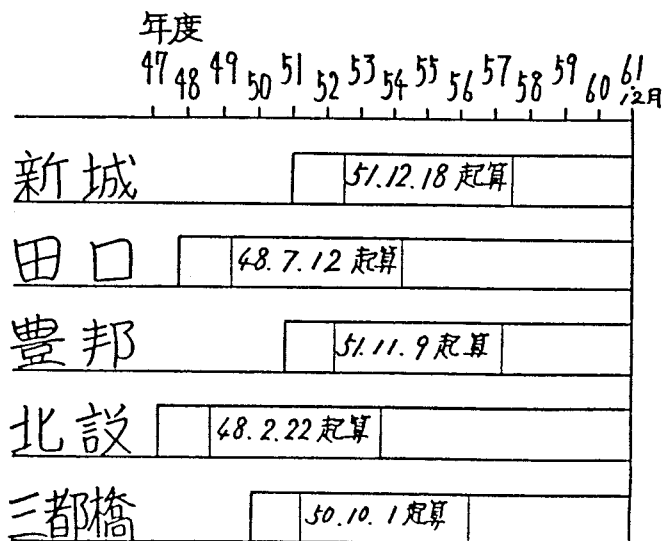 年度
47 48 49 50 51 52 53 54 55 56 57 58 59 60 61
12月
新城 51.12.18 起算
田口 48.7.12 起算
豊邦 51.11.9 起算
北設 48.2.22 起算
三都橋 50.10.1 起算